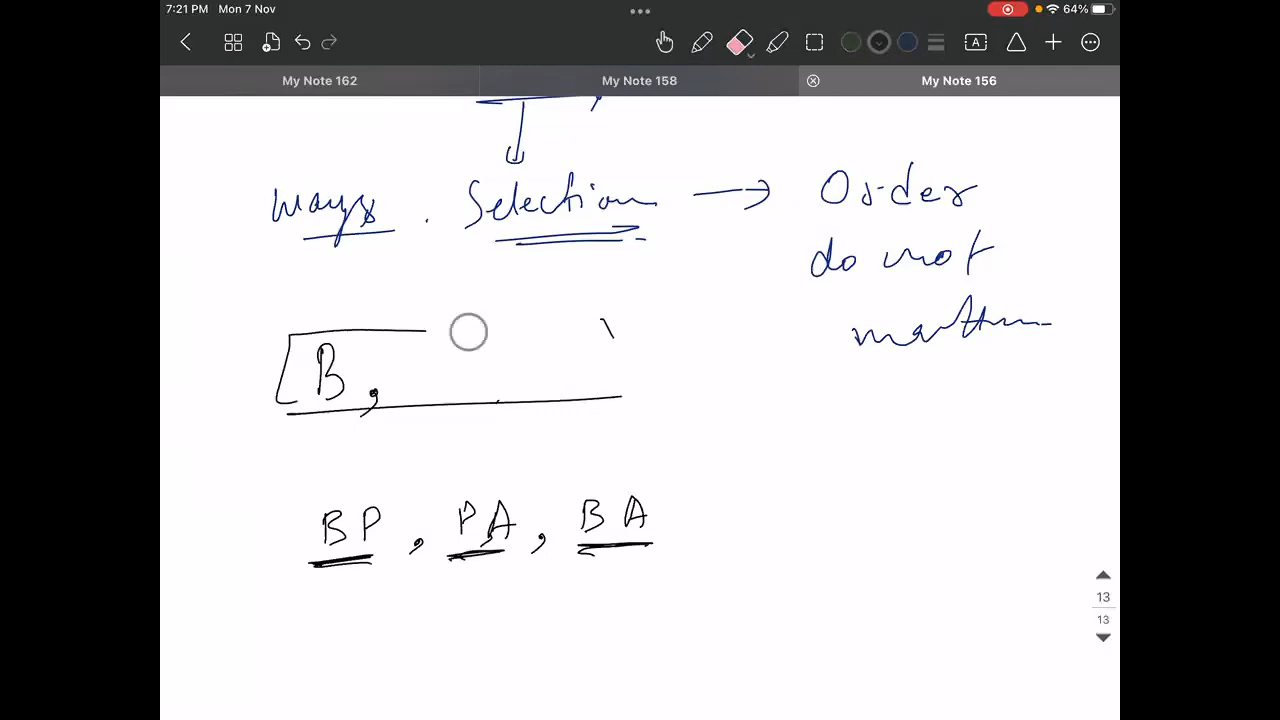 7:21 PM Mon 7 Nov
64%
My Note 162
My Note 158
My Note 156
ways. Selection → Order
do not
matter
B,
BP, PA, BA
13
13